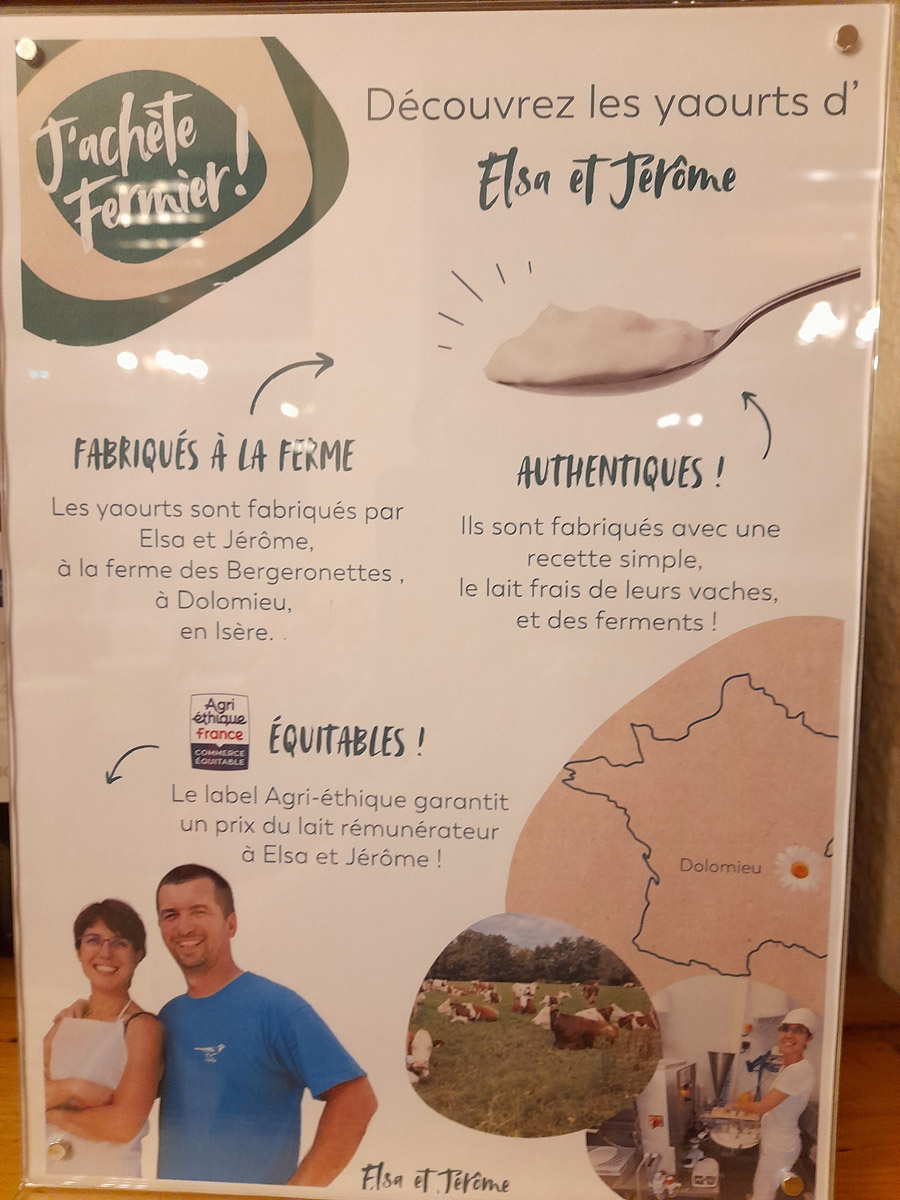 J'achète
Fermier !
Découvrez les yaourts d'
Elsa et Jérôme
FABRIQUÉS À LA FERME
Les yaourts sont fabriqués par
Elsa et Jérôme,
à la ferme des Bergeronettes ,
à Dolomieu,
en Isère. .
AUTHENTIQUES !
Ils sont fabriqués avec une
recette simple,
le lait frais de leurs vaches,
et des ferments !
Agri
éthique
france
COMMERCE
ÉQUITABLE
ÉQUITABLES !
Le label Agri-éthique garantit
un prix du lait rémunérateur
à Elsa et Jérôme !
Dolomieu
Elsa et Jérôme